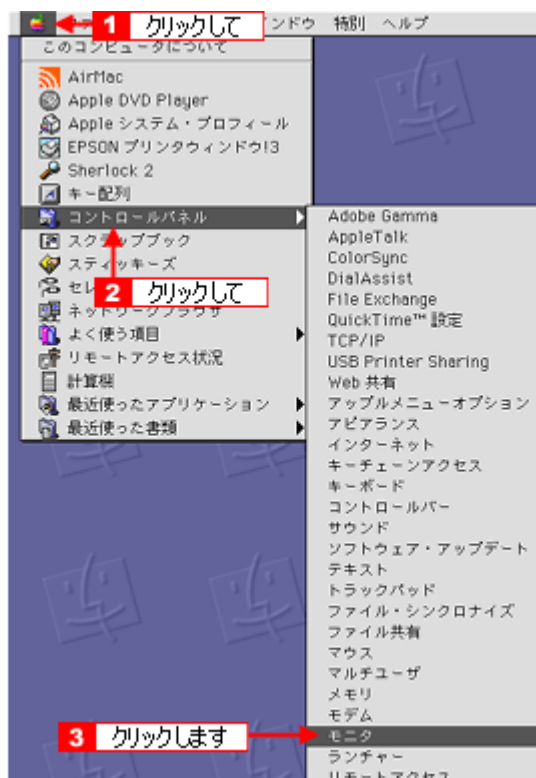 1 クリックして ンドウ 特別 ヘルプ
このコンピュータについて
AirMac
Apple DVD Player
Apple システム・プロフィール
EPSON プリンタウィンドウ!3
Sherlock 2
キー配列
コントロールパネル
スクラップブック
スティッキーズ
セレ
2 クリックして
ネットワークブラウザ
よく使う項目
リモートアクセス状況
計算機
最近使ったアプリケーション
最近使った書類
Adobe Gamma
AppleTalk
ColorSync
DialAssist
File Exchange
QuickTime™ 設定
TCP/IP
USB Printer Sharing
Web 共有
アップルメニューオプション
アピアランス
インターネット
キーチェーンアクセス
キーボード
コントロールバー
サウンド
ソフトウェア・アップデート
テキスト
トラックパッド
ファイル・シンクロナイズ
ファイル共有
マウス
マルチユーザ
メモリ
モデム
3 クリックします
モニタ
ランチャー
リモートアクセス